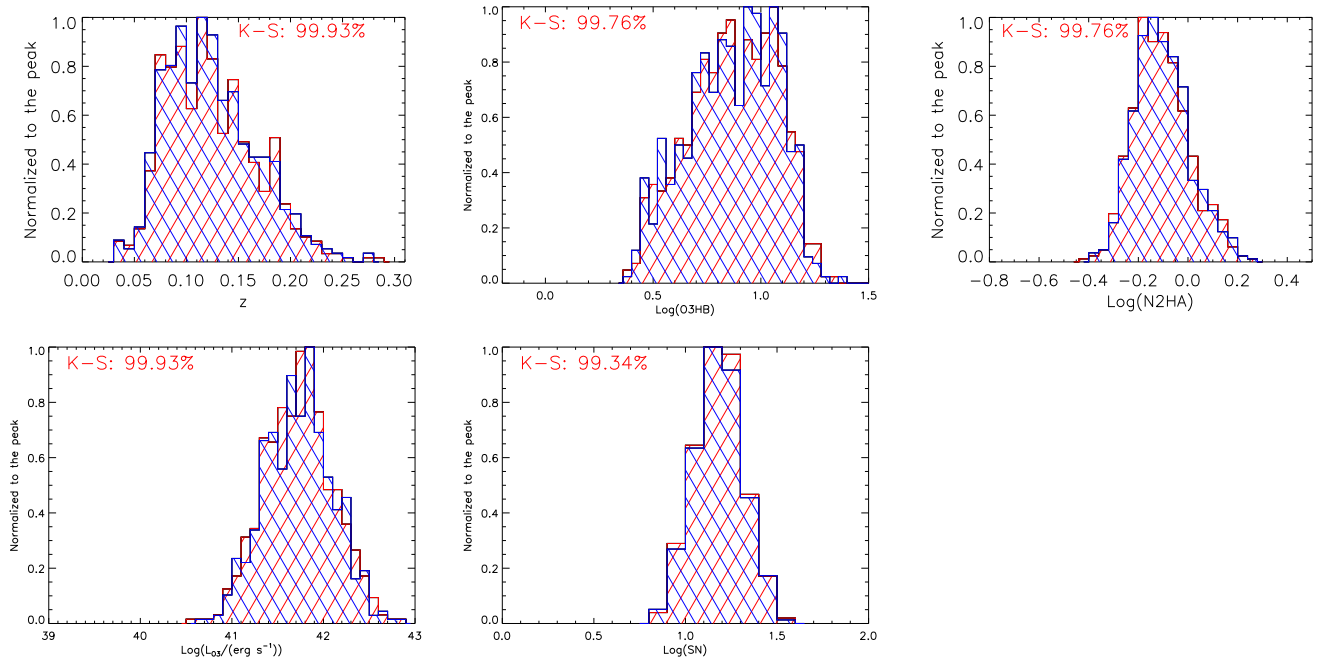 K-S: 99.93%
Normalized to the peak
1.0
0.8
0.6
0.4
0.2
0.0
0.00 0.05 0.10 0.15 0.20 0.25 0.30
z
K-S: 99.76%
Normalized to the peak
1.0
0.8
0.6
0.4
0.2
0.0
0.0 0.5 1.0 1.5
Log(O3HB)
K-S: 99.76%
Normalized to the peak
1.0
0.8
0.6
0.4
0.2
0.0
−0.8 −0.6 −0.4 −0.2 0.0 0.2 0.4
Log(N2HA)
K-S: 99.93%
Normalized to the peak
1.0
0.8
0.6
0.4
0.2
0.0
39 40 41 42 43
Log(L₀₃/(erg s⁻¹))
K-S: 99.34%
Normalized to the peak
1.0
0.8
0.6
0.4
0.2
0.0
0.0 0.5 1.0 1.5 2.0
Log(SN)